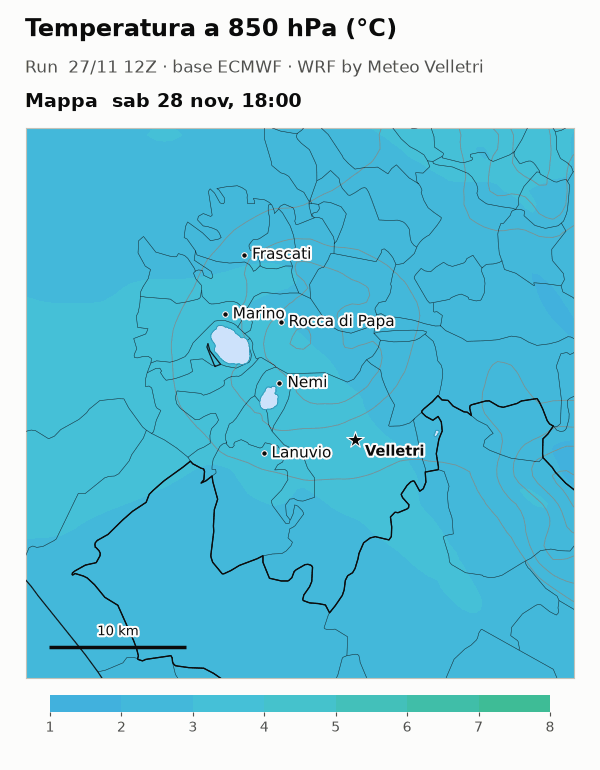 Temperatura a 850 hPa (°C)
Run  27/11 12Z · base ECMWF · WRF by Meteo Velletri
Mappa  sab 28 nov, 18:00
Frascati
Marino
Rocca di Papa
Nemi
Velletri
Lanuvio
10 km
1 2 3 4 5 6 7 8